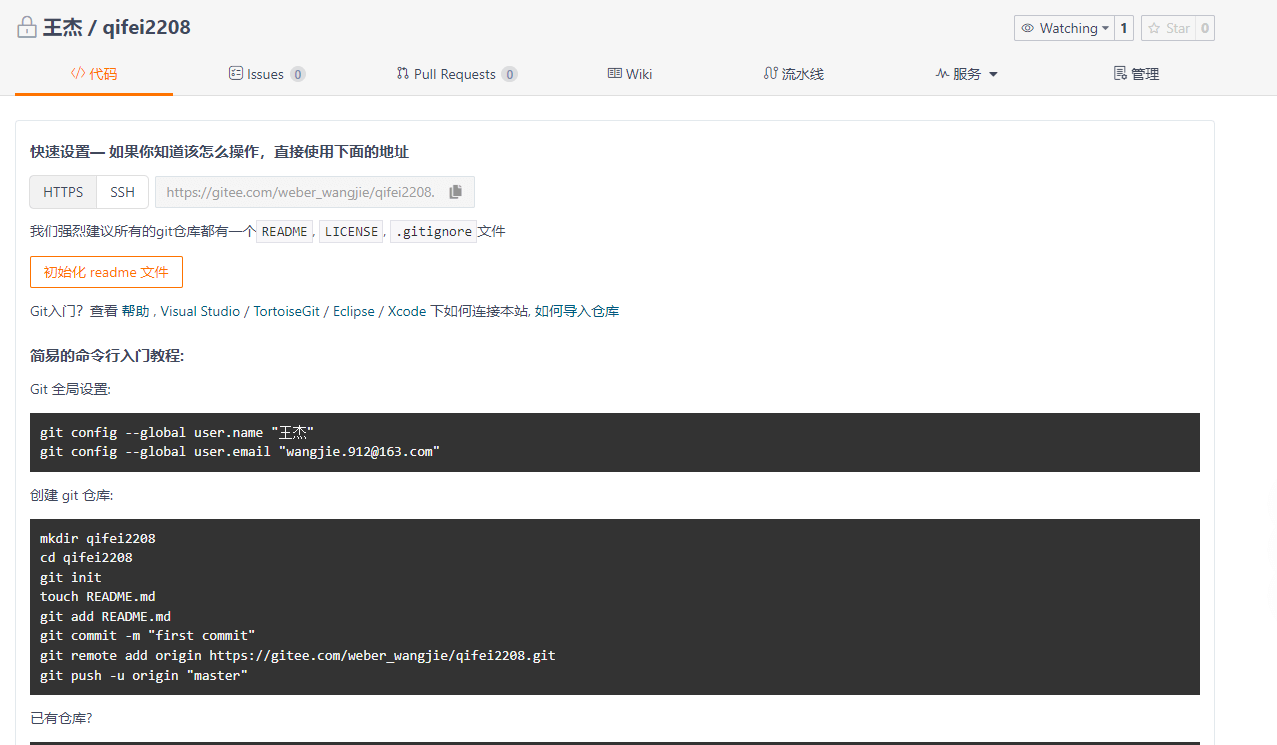 王杰 / qifei2208
Watching 1 Star 0
代码 Issues 0 Pull Requests 0 Wiki 流水线 服务 管理
快速设置— 如果你知道该怎么操作，直接使用下面的地址
HTTPS SSH https://gitee.com/weber_wangjie/qifei2208.
我们强烈建议所有的git仓库都有一个 README, LICENSE, .gitignore 文件
初始化 readme 文件
Git入门？查看 帮助 , Visual Studio / TortoiseGit / Eclipse / Xcode 下如何连接本站, 如何导入仓库
简易的命令行入门教程:
Git 全局设置:
git config --global user.name "王杰"
git config --global user.email "wangjie.912@163.com"
创建 git 仓库:
mkdir qifei2208
cd qifei2208
git init
touch README.md
git add README.md
git commit -m "first commit"
git remote add origin https://gitee.com/weber_wangjie/qifei2208.git
git push -u origin "master"
已有仓库?